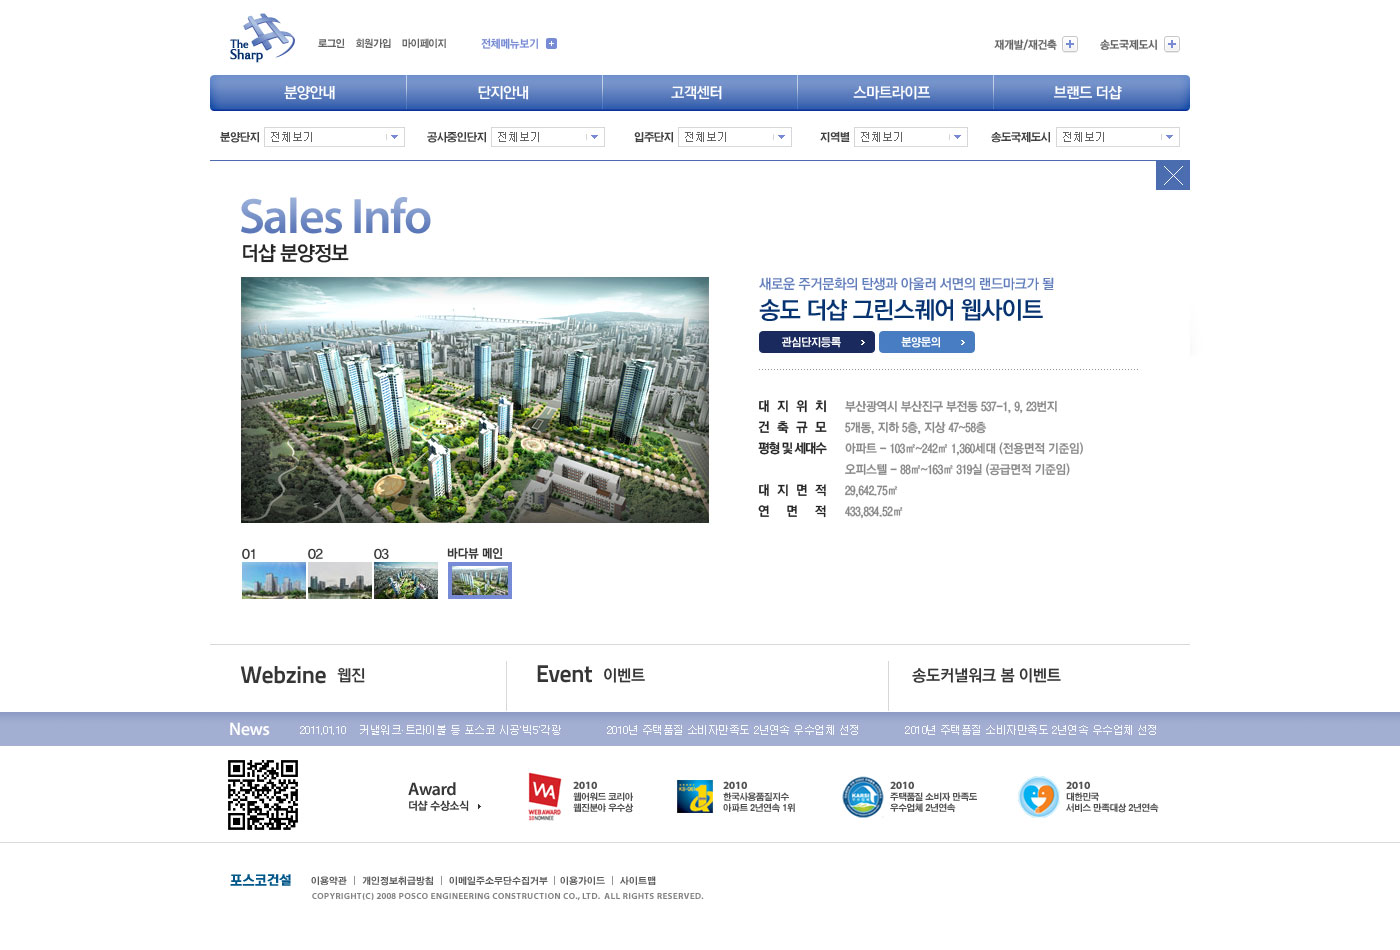 The
Sharp
로그인 회원가입 마이페이지 전체메뉴보기
재개발/재건축 송도국제도시
분양안내 단지안내 고객센터 스마트라이프 브랜드 더샵
분양단지 전체보기 공사중인단지 전체보기 입주단지 전체보기 지역별 전체보기 송도국제도시 전체보기
Sales Info
더샵 분양정보
새로운 주거문화의 탄생과 아울러 서면의 랜드마크가 될
송도 더샵 그린스퀘어 웹사이트
관심단지등록 분양문의
대지위치 부산광역시 부산진구 부전동 537-1, 9, 23번지
건축규모 5개동, 지하 5층, 지상 47~58층
평형 및 세대수 아파트 - 103㎡~242㎡ 1,360세대 (전용면적 기준임)
오피스텔 - 88㎡~163㎡ 319실 (공급면적 기준임)
대지면적 29,642.75㎡
연면적 433,834.52㎡
01 02 03 바다뷰 메인
Webzine 웹진 Event 이벤트 송도커낼워크 봄 이벤트
News 2011.01.10 커낼워크·트라이볼 등 포스코 시공'빅5'각광 2010년 주택품질 소비자만족도 2년연속 우수업체 선정 2010년 주택품질 소비자만족도 2년연속 우수업체 선정
Award
더샵 수상소식
WA
WEB AWARD
NOMINEE
2010
웹어워드 코리아
웹진분야 우수상
2010
한국사용품질지수
아파트 2년연속 1위
2010
주택품질 소비자 만족도
우수업체 2년연속
2010
대한민국
서비스 만족대상 2년연속
포스코건설
이용약관 | 개인정보취급방침 | 이메일주소무단수집거부 | 이용가이드 | 사이트맵
COPYRIGHT(C) 2008 POSCO ENGINEERING CONSTRUCTION CO., LTD. ALL RIGHTS RESERVED.